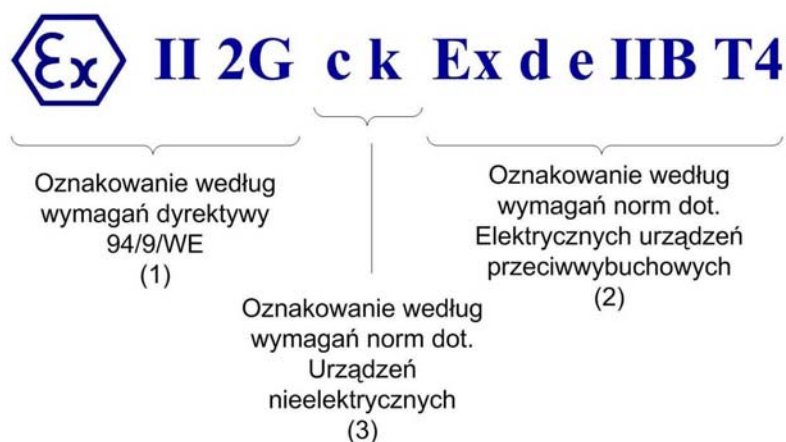 Ex II 2G c k Ex d e IIB T4
Oznakowanie według
wymagań dyrektywy
94/9/WE
(1)
Oznakowanie według
wymagań norm dot.
Elektrycznych urządzeń
przeciwwybuchowych
(2)
Oznakowanie według
wymagań norm dot.
Urządzeń
nieelektrycznych
(3)